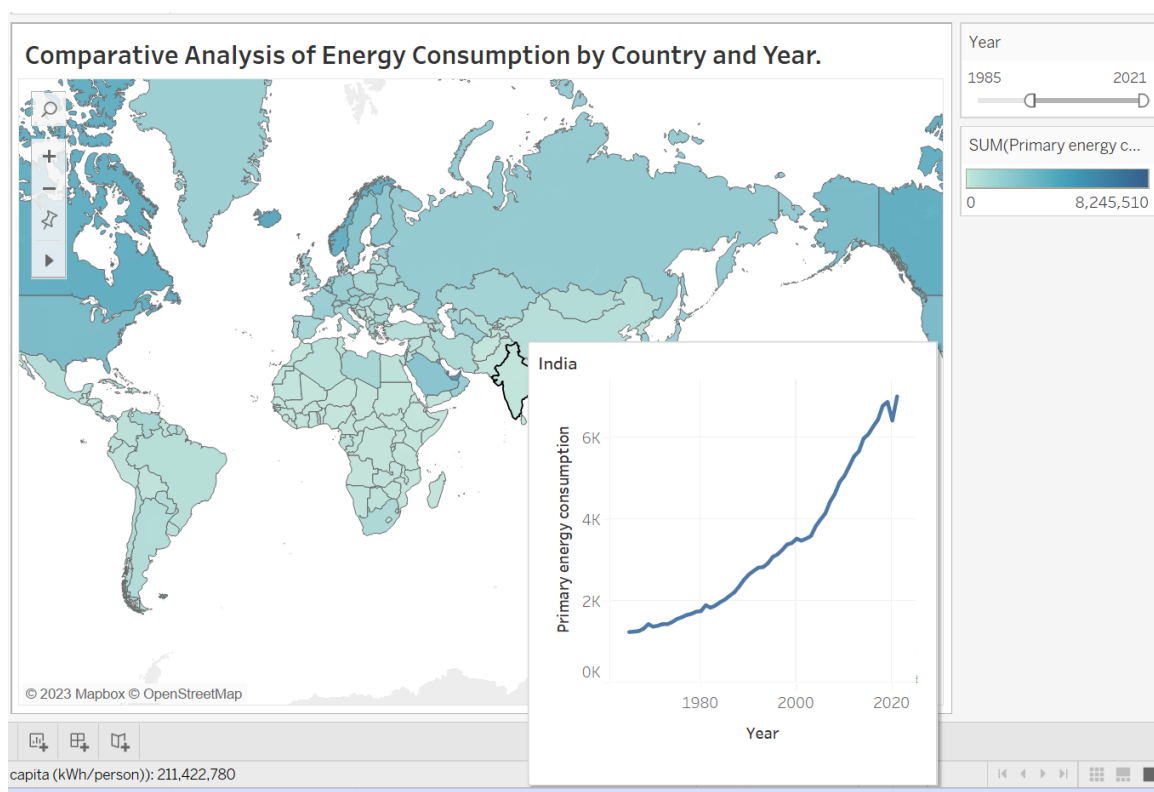 Comparative Analysis of Energy Consumption by Country and Year.
Year
1985 2021
SUM(Primary energy c...
0 8,245,510
India
Primary energy consumption
6K
4K
2K
0K
1980 2000 2020
Year
© 2023 Mapbox © OpenStreetMap
capita (kWh/person)): 211,422,780